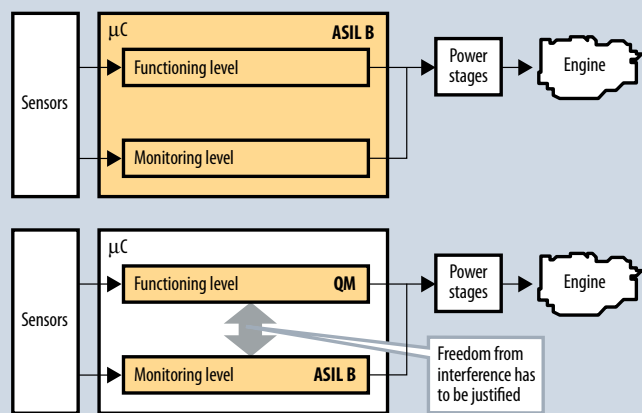 μC
ASIL B
Sensors
Functioning level
Monitoring level
Power
stages
Engine
μC
Sensors
Functioning level
QM
Monitoring level
ASIL B
Power
stages
Engine
Freedom from
interference has
to be justified